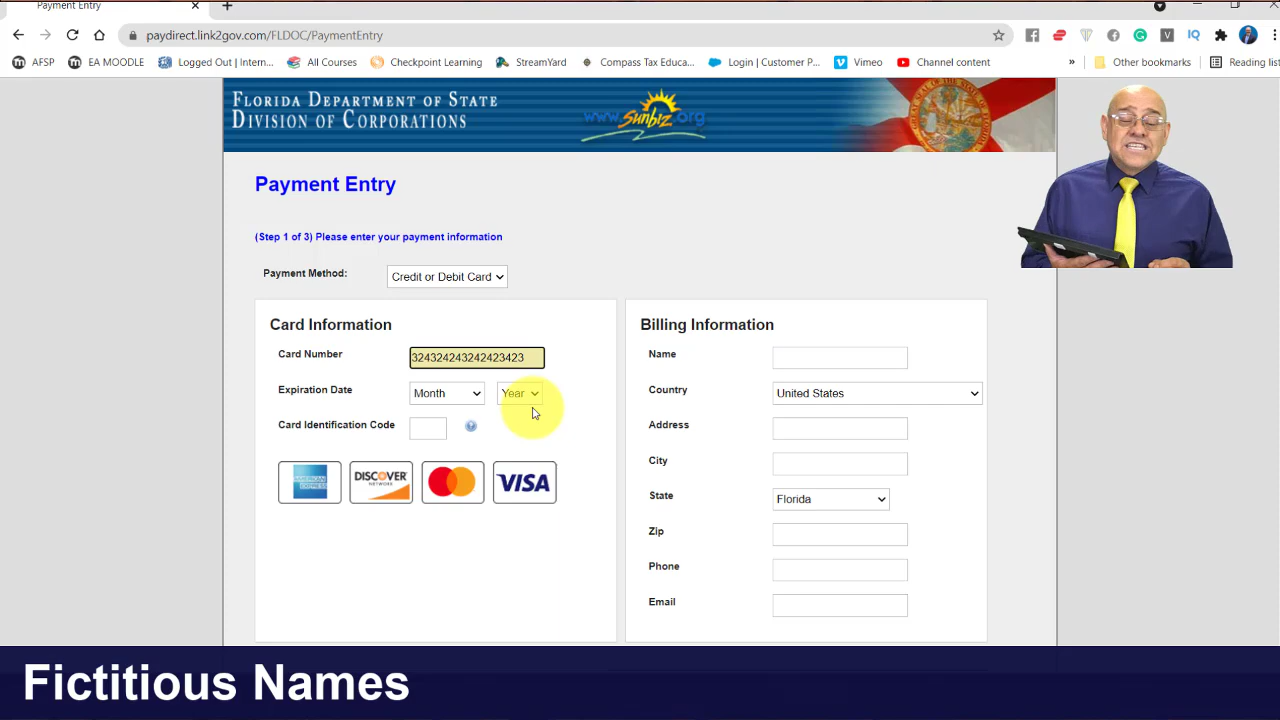 Payment Entry
paydirect.link2gov.com/FLDOC/PaymentEntry
AFSP
EA MOODLE
Logged Out | Intern...
All Courses
Checkpoint Learning
StreamYard
Compass Tax Educa...
Login | Customer P...
Vimeo
Channel content
»
Other bookmarks
Reading list
FLORIDA DEPARTMENT OF STATE
DIVISION OF CORPORATIONS
www.sunbiz.org
Payment Entry
(Step 1 of 3) Please enter your payment information
Payment Method:
Credit or Debit Card
Card Information
Card Number
324324243242423423
Expiration Date
Month
Year
Card Identification Code
AMERICAN EXPRESS
DISCOVER
NETWORK
VISA
Billing Information
Name
Country
United States
Address
City
State
Florida
Zip
Phone
Email
Fictitious Names